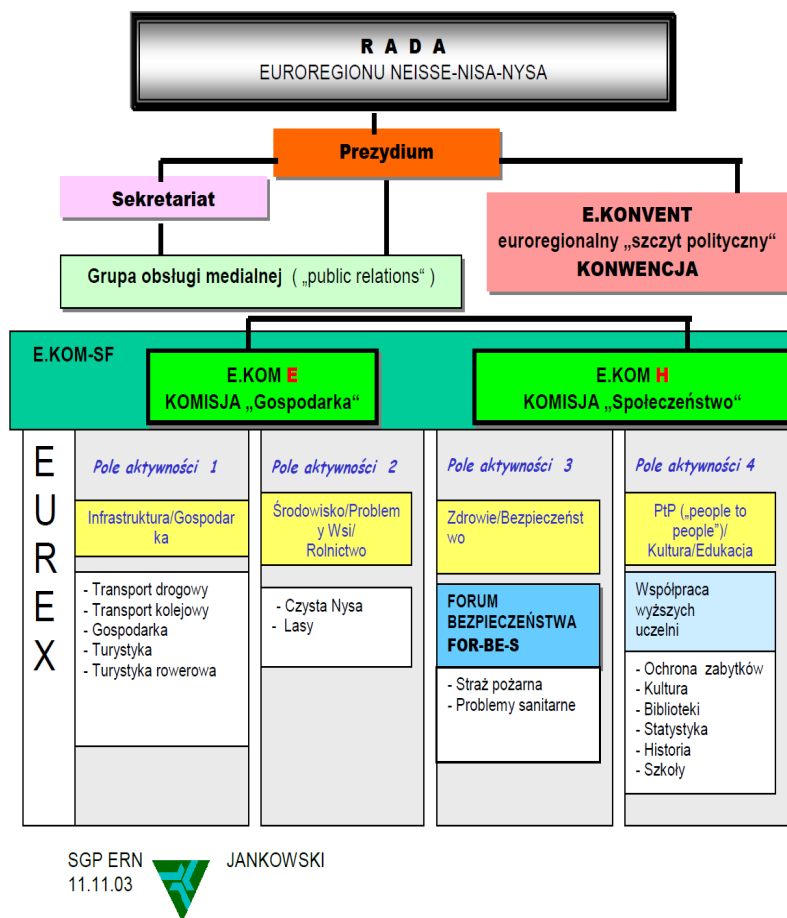 R A D A
EUROREGIONU NEISSE-NISA-NYSA
Prezydium
Sekretariat
E.KONVENT
euroregionalny „szczyt polityczny“
KONWENCJA
Grupa obsługi medialnej ( „public relations“ )
E.KOM-SF
E.KOM E
KOMISJA „Gospodarka“
E.KOM H
KOMISJA „Społeczeństwo“
E
U
R
E
X
Pole aktywności 1
Infrastruktura/Gospodar
ka
- Transport drogowy
- Transport kolejowy
- Gospodarka
- Turystyka
- Turystyka rowerowa
Pole aktywności 2
Środowisko/Problem
y Wsi/
Rolnictwo
- Czysta Nysa
- Lasy
Pole aktywności 3
Zdrowie/Bezpieczeńst
wo
FORUM
BEZPIECZEŃSTWA
FOR-BE-S
- Straż pożarna
- Problemy sanitarne
Pole aktywności 4
PtP („people to
people”)/
Kultura/Edukacja
Współpraca
wyższych
uczelni
- Ochrona zabytków
- Kultura
- Biblioteki
- Statystyka
- Historia
- Szkoły
SGP ERN JANKOWSKI
11.11.03